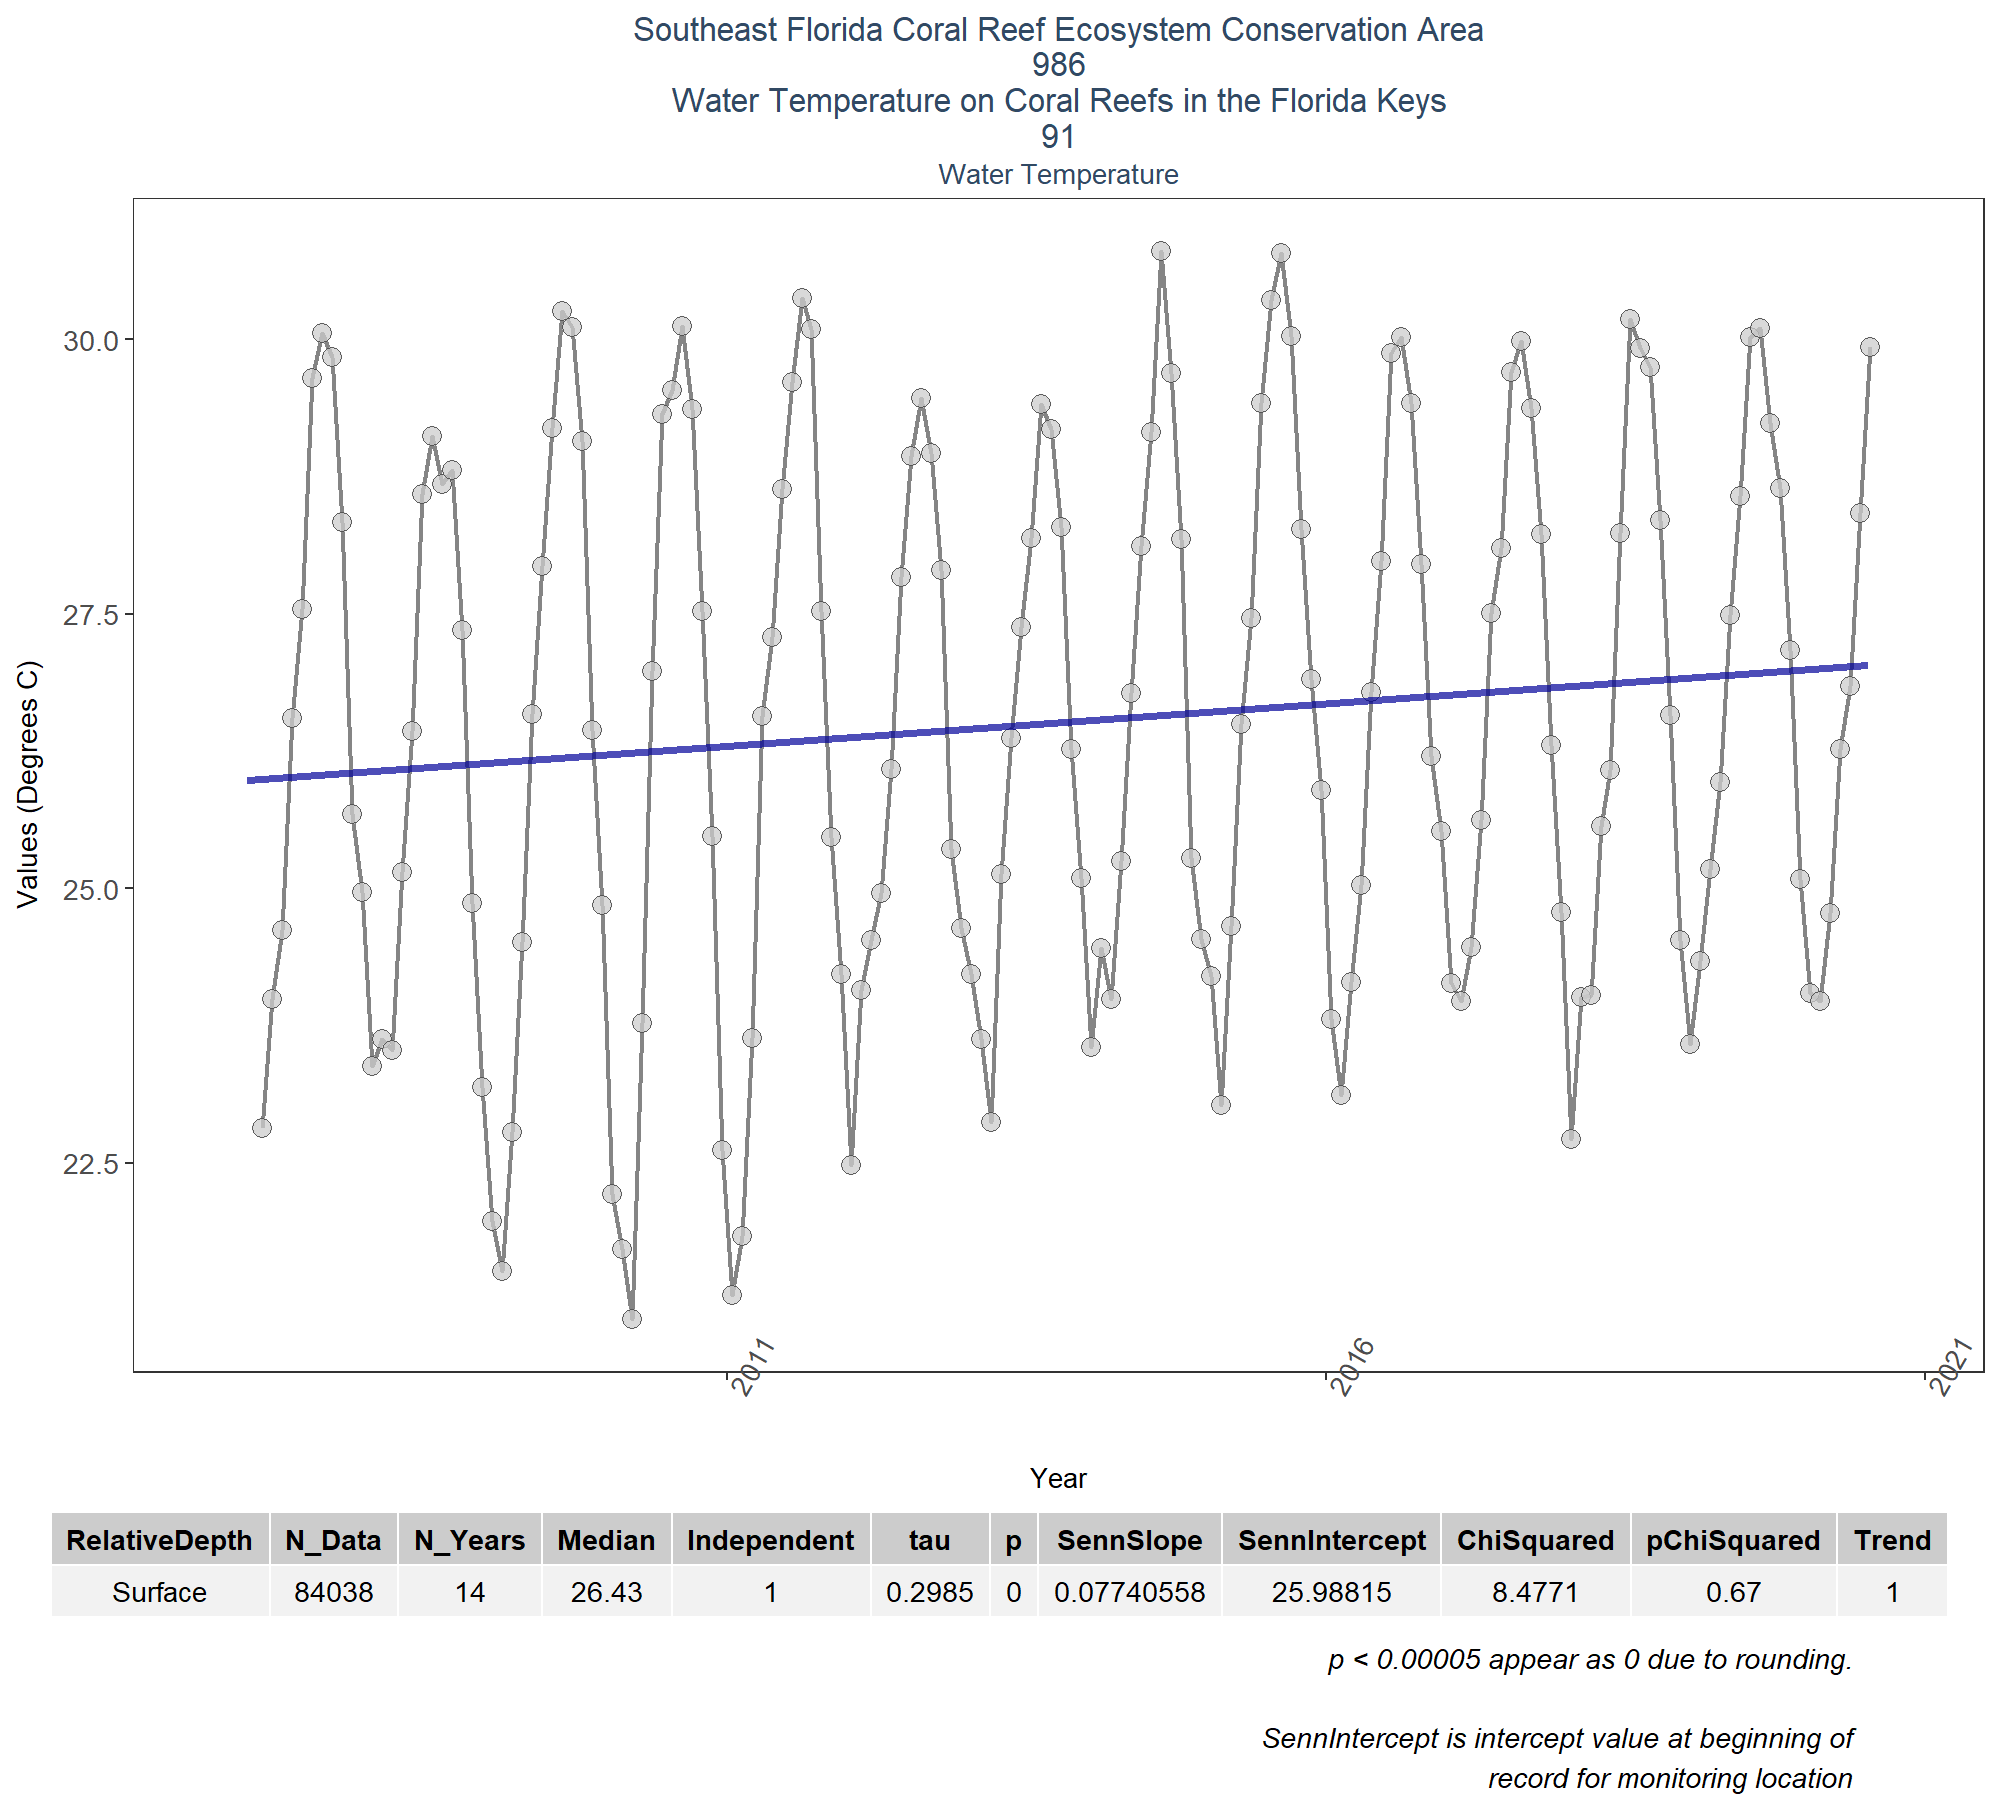 Southeast Florida Coral Reef Ecosystem Conservation Area
986
Water Temperature on Coral Reefs in the Florida Keys
91
Water Temperature
Values (Degrees C)
30.0
27.5
25.0
22.5
2011 2016 2021
Year
RelativeDepth N_Data N_Years Median Independent tau p SennSlope SennIntercept ChiSquared pChiSquared Trend
Surface 84038 14 26.43 1 0.2985 0 0.07740558 25.98815 8.4771 0.67 1
p < 0.00005 appear as 0 due to rounding.
SennIntercept is intercept value at beginning of
record for monitoring location